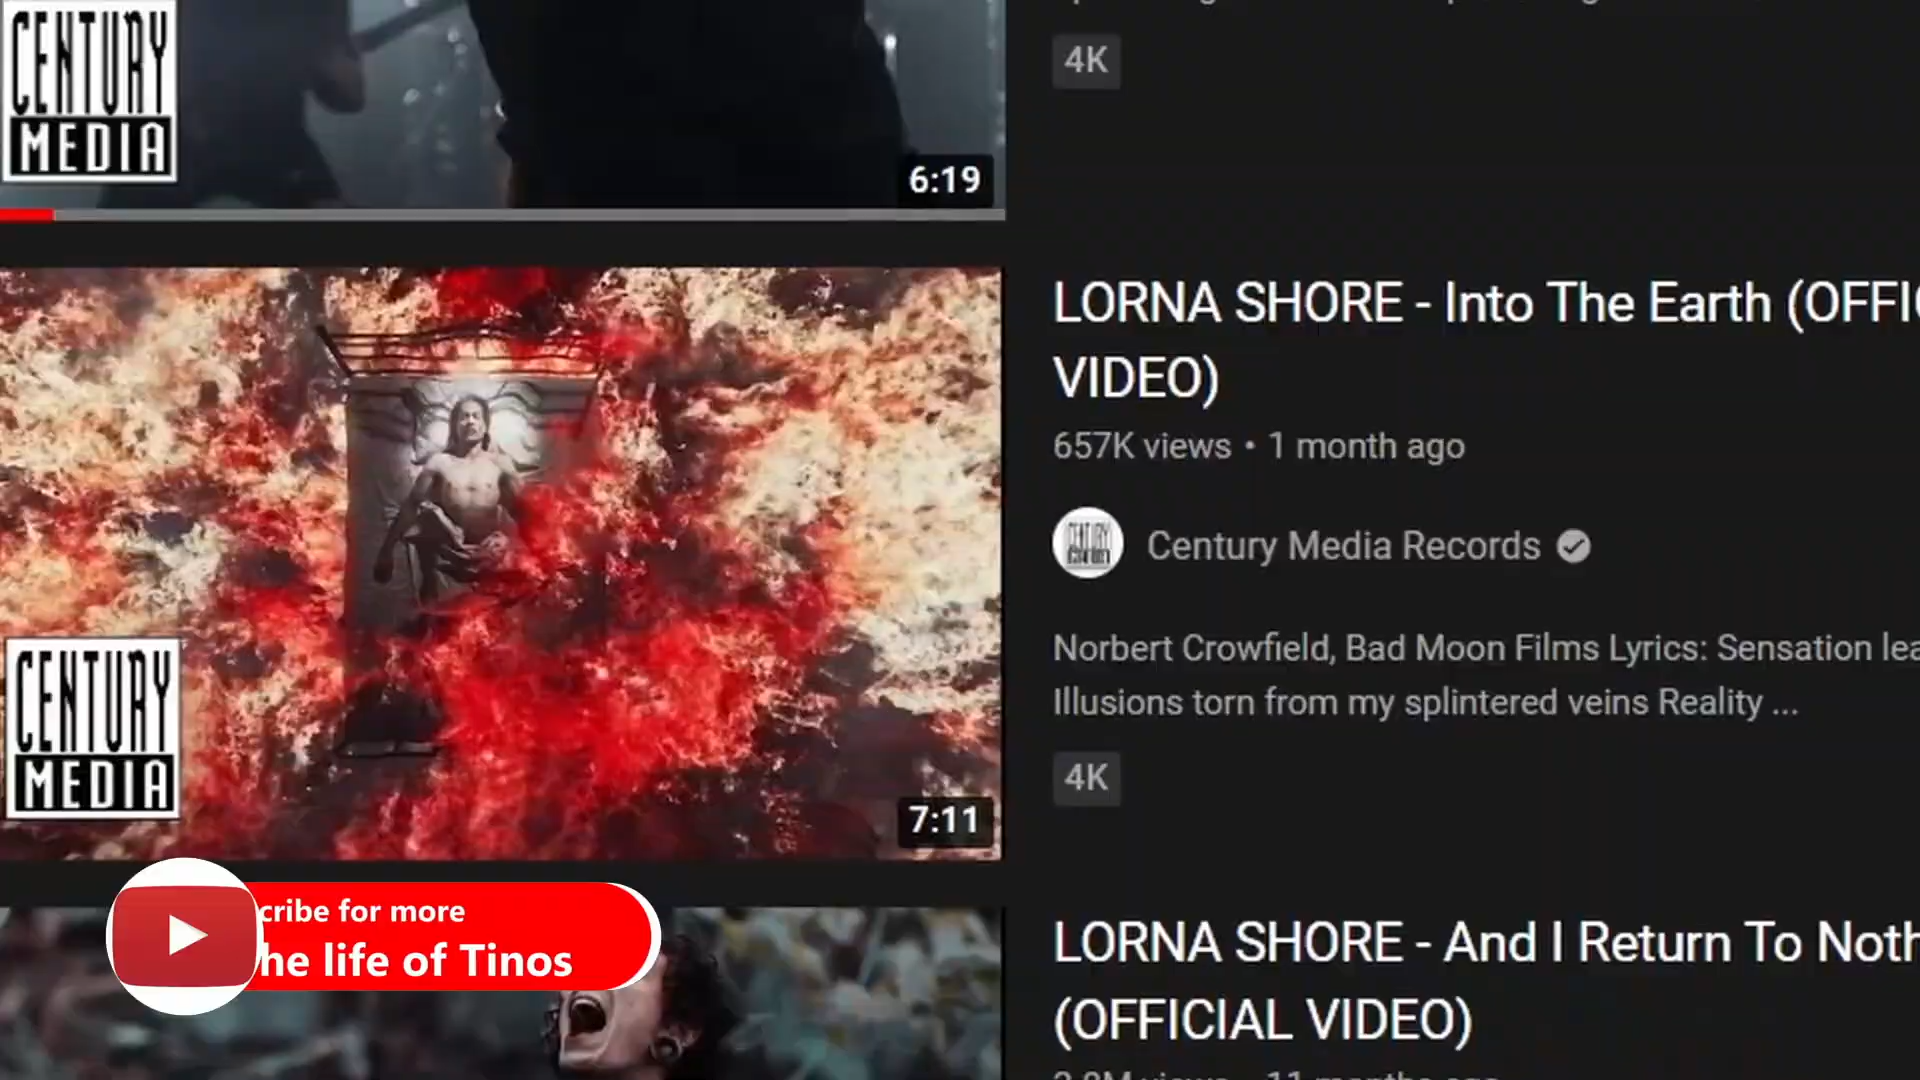 CENTURY
MEDIA
6:19
4K
LORNA SHORE - Into The Earth (OFFIC
VIDEO)
657K views • 1 month ago
CENTURY
Century Media Records
Norbert Crowfield, Bad Moon Films Lyrics: Sensation lea
Illusions torn from my splintered veins Reality ...
4K
CENTURY
MEDIA
7:11
cribe for more
he life of Tinos
LORNA SHORE - And I Return To Noth
(OFFICIAL VIDEO)